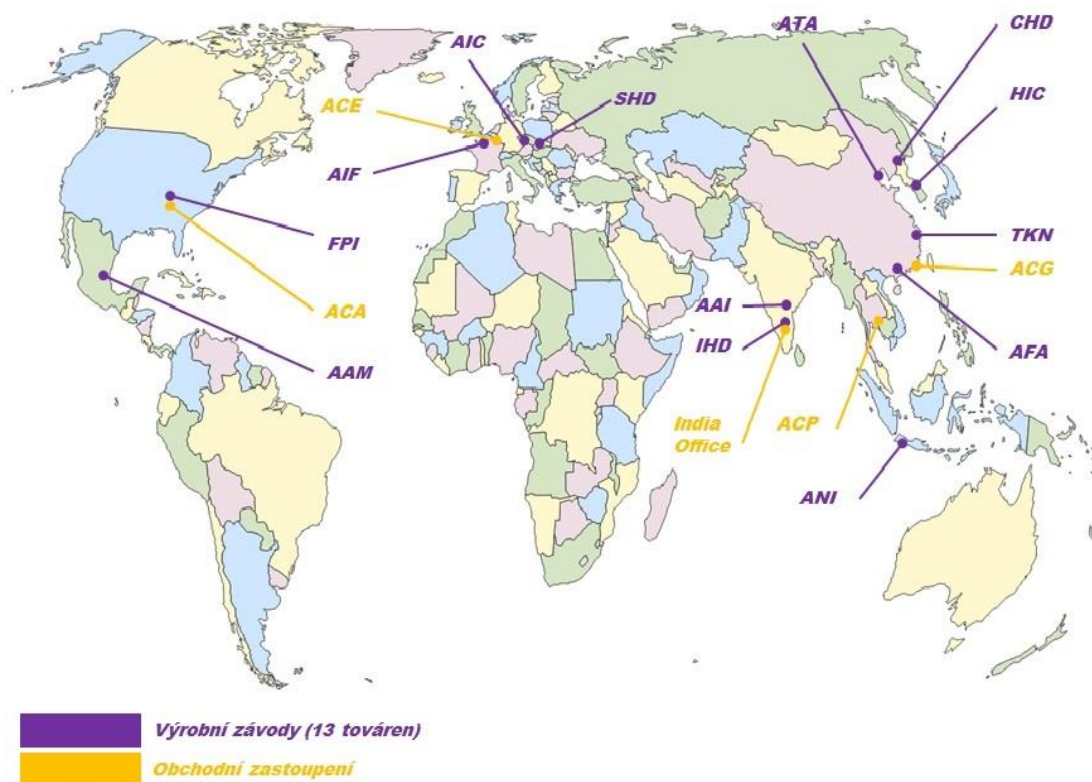 ATA
CHD
AIC
HIC
ACE
SHD
AIF
FPI
TKN
ACG
ACA
AAI
IHD
AFA
AAM
India
Office
ACP
ANI
Výrobní závody (13 továren)
Obchodní zastoupení